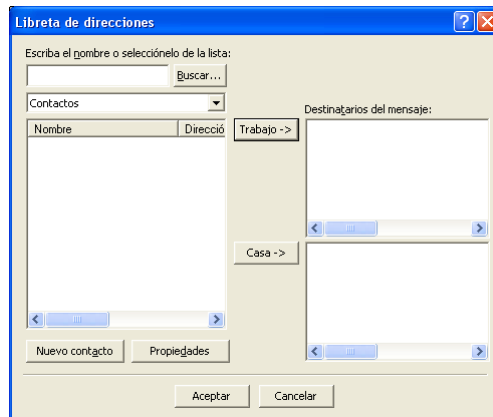 Libreta de direcciones
Escriba el nombre o selecciónelo de la lista:
Buscar...
Contactos
Destinatarios del mensaje:
Nombre Direcció
Trabajo ->
Casa ->
Nuevo contacto Propiedades
Aceptar Cancelar